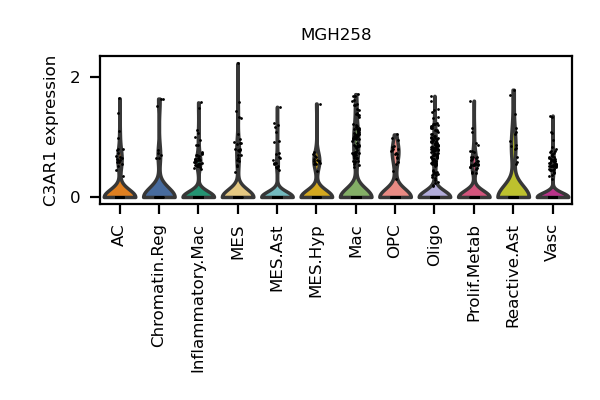 MGH258
C3AR1 expression
2
0
AC
Chromatin.Reg
Inflammatory.Mac
MES
MES.Ast
MES.Hyp
Mac
OPC
Oligo
Prolif.Metab
Reactive.Ast
Vasc